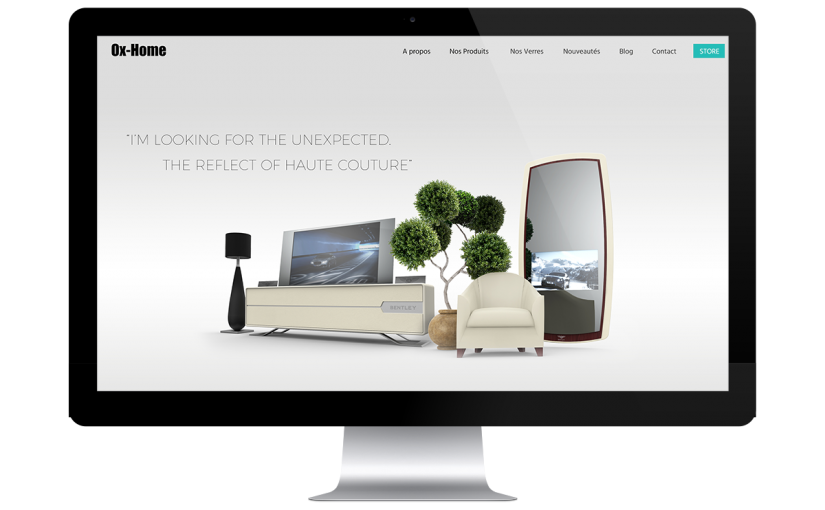 Ox-Home
A propos Nos Produits Nos Verres Nouveautés Blog Contact STORE
"I'M LOOKING FOR THE UNEXPECTED.
THE REFLECT OF HAUTE COUTURE"
BENTLEY